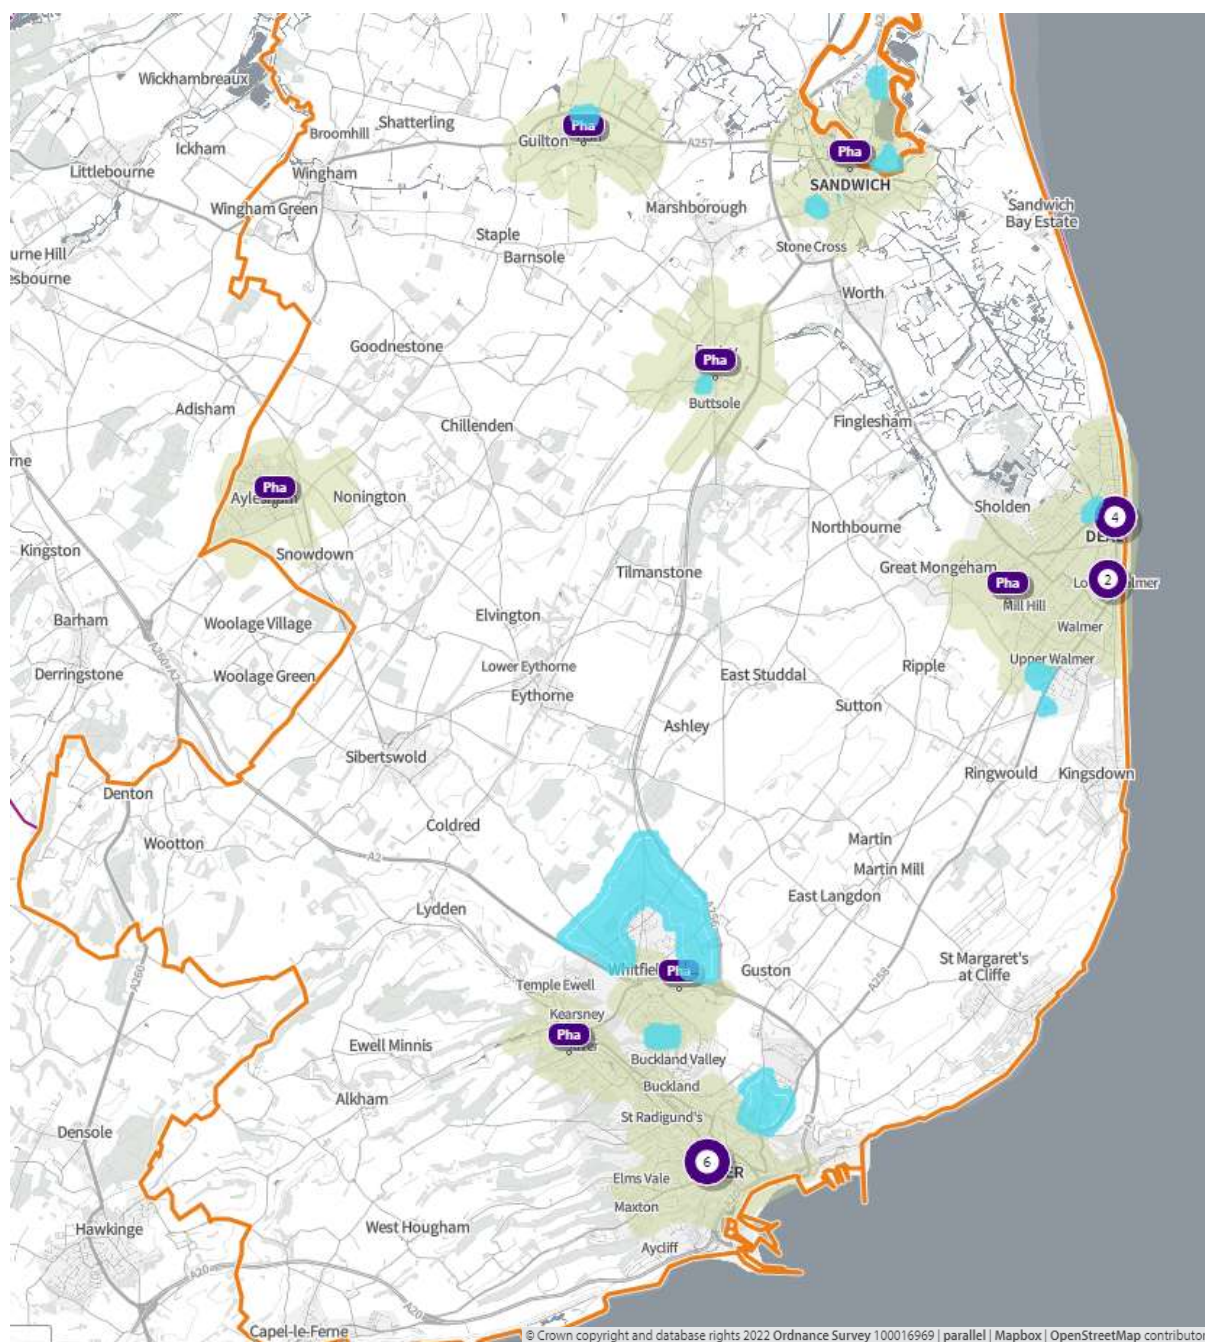 Wickhambreaux
Shatterling
Broomhill
Ickham
Pha
Guilton
A257
Pha
Littlebourne
Wingham
SANDWICH
Wingham Green
Marshborough
Sandwich
Bay Estate
Staple
Barnsole
Stone Cross
urne Hill
esbourne
Worth
Goodnestone
Pha
Buttsole
Adisham
Chillenden
Finglesham
rne
Pha
Nonington
Sholden
4
Northbourne
Kingston
Snowdown
Great Mongeham
Tilmanstone
Pha
2
Mill Hill
Barham
Woolage Village
Elvington
Walmer
Derringstone
Woolage Green
Lower Eythorne
Eythorne
East Studdal
Ripple
Upper Walmer
Sutton
Ashley
Sibertswold
Ringwould
Kingsdown
Denton
Coldred
Wootton
A2
Martin
Martin Mill
East Langdon
Lydden
A256
St Margaret's
at Cliffe
Pha
Guston
A260
Temple Ewell
A258
Kearsney
Pha
Ewell Minnis
Buckland Valley
Buckland
Alkham
St Radigund's
A2
Densole
6
Elms Vale
Maxton
Hawkinge
West Hougham
Aycliff
A20
A20
Capel-le-Ferne
© Crown copyright and database rights 2022 Ordnance Survey 100016969 | parallel | Mapbox | OpenStreetMap contributor